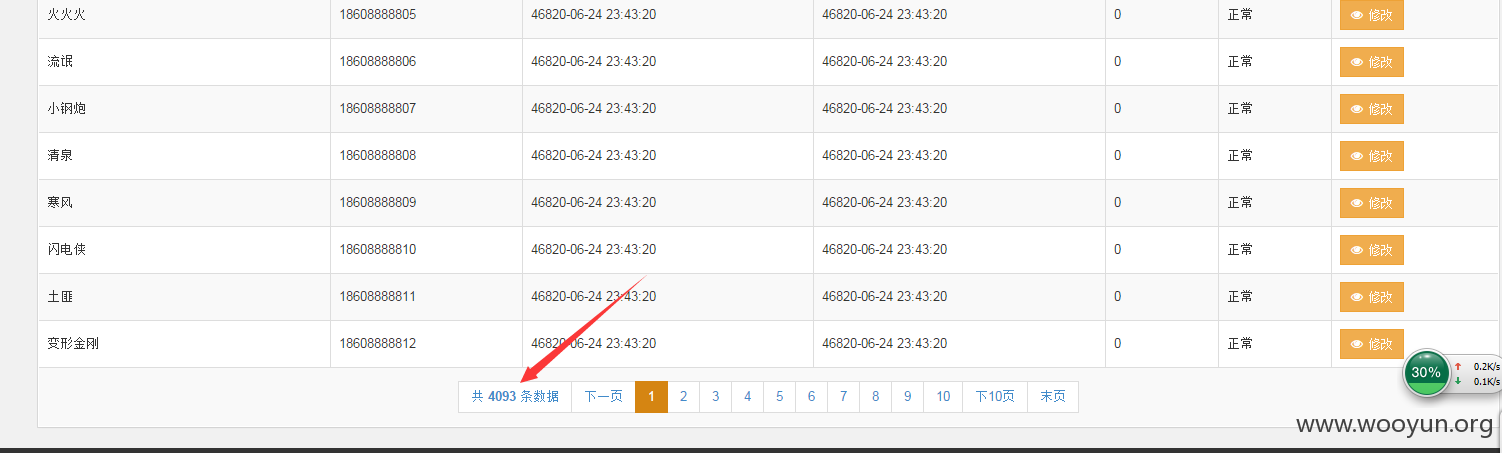 火火火 18608888805 46820-06-24 23:43:20 46820-06-24 23:43:20 0 正常 修改
流氓 18608888806 46820-06-24 23:43:20 46820-06-24 23:43:20 0 正常 修改
小钢炮 18608888807 46820-06-24 23:43:20 46820-06-24 23:43:20 0 正常 修改
清泉 18608888808 46820-06-24 23:43:20 46820-06-24 23:43:20 0 正常 修改
寒风 18608888809 46820-06-24 23:43:20 46820-06-24 23:43:20 0 正常 修改
闪电侠 18608888810 46820-06-24 23:43:20 46820-06-24 23:43:20 0 正常 修改
土匪 18608888811 46820-06-24 23:43:20 46820-06-24 23:43:20 0 正常 修改
变形金刚 18608888812 46820-06-24 23:43:20 46820-06-24 23:43:20 0 正常 修改
30% 0.2K/s
0.1K/s
共 4093 条数据 下一页 1 2 3 4 5 6 7 8 9 10 下10页 末页
www.wooyun.org